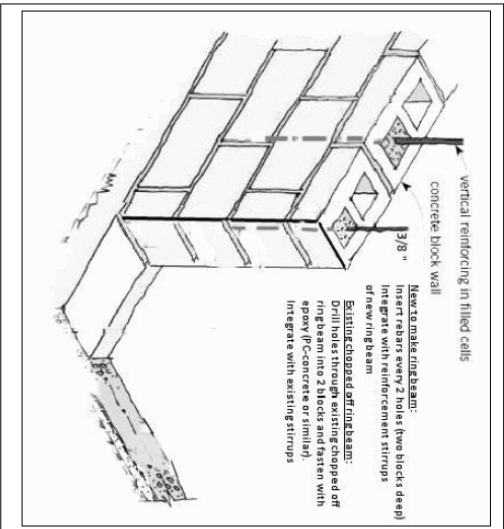 vertical reinforcing in filled cells
concrete block wall
3/8 "
New to make ringbeam:
Insert rebars every 2 holes (two blocks deep)
Integrate with reinforcement stirrups
of new ringbeam
Existing chopped off ringbeam:
Drill holes through existing chopped off
ringbeam into 2 blocks and fasten with
epoxy (PC-concrete or similar).
Integrate with existing stirrups